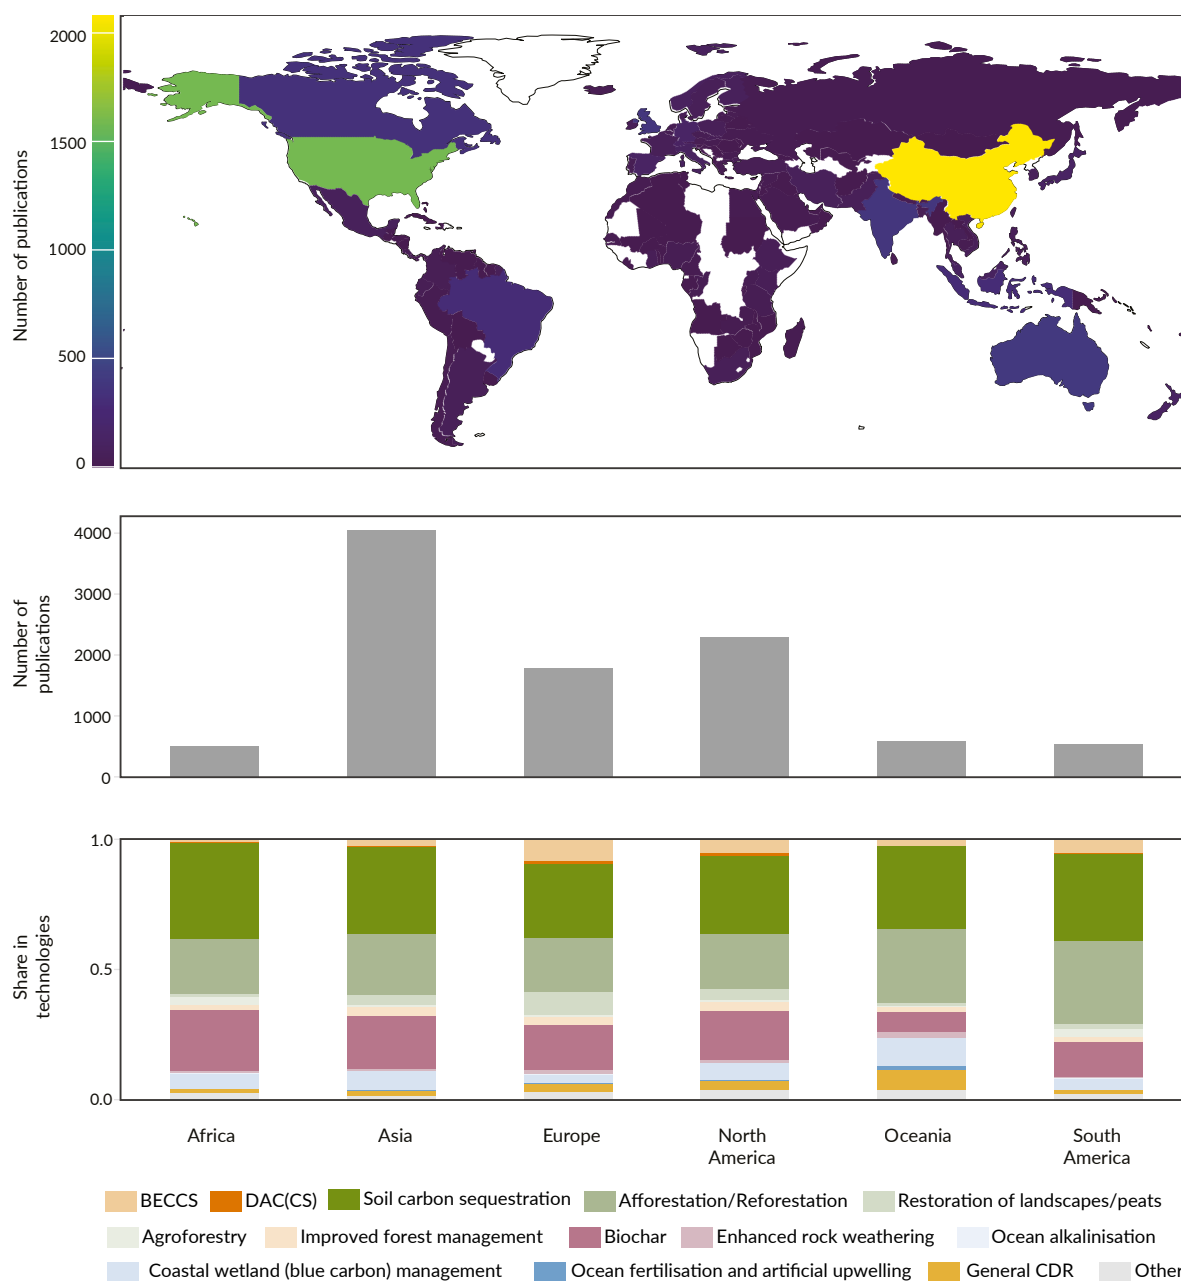 2000
1500
1000
500
0
Number of publications
4000
3000
2000
1000
0
Number of
publications
1.0
0.5
0.0
Share in
technologies
Africa
Asia
Europe
North
America
Oceania
South
America
BECCS
DAC(CS)
Soil carbon sequestration
Afforestation/Reforestation
Restoration of landscapes/peats
Agroforestry
Improved forest management
Biochar
Enhanced rock weathering
Ocean alkalinisation
Coastal wetland (blue carbon) management
Ocean fertilisation and artificial upwelling
General CDR
Other